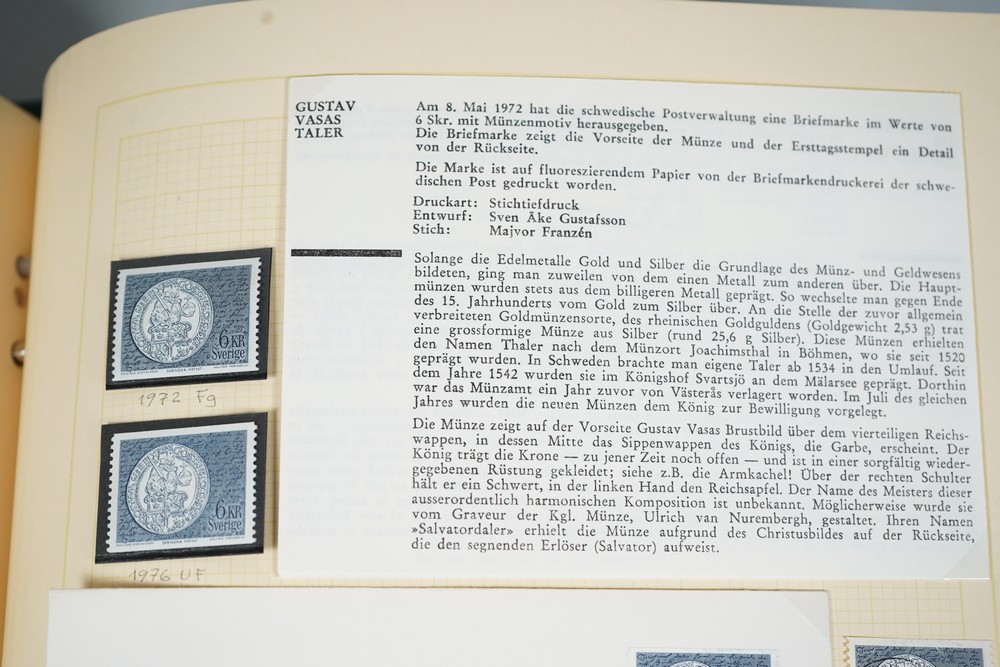 GUSTAV
VASAS
TALER
Am 8. Mai 1972 hat die schwedische Postverwaltung eine Briefmarke im Werte von
6 Skr. mit Münzenmotiv herausgegeben.
Die Briefmarke zeigt die Vorseite der Münze und der Ersttagsstempel ein Detail
von der Rückseite.
Die Marke ist auf fluoreszierendem Papier von der Briefmarkendruckerei der schwe-
dischen Post gedruckt worden.
Druckart: Stichtiefdruck
Entwurf: Sven Åke Gustafsson
Stich: Majvor Franzén
Solange die Edelmetalle Gold und Silber die Grundlage des Münz- und Geldwesens
bildeten, ging man zuweilen von dem einen Metall zum anderen über. Die Haupt-
münzen wurden stets aus dem billigeren Metall geprägt. So wechselte man gegen Ende
des 15. Jahrhunderts vom Gold zum Silber über. An die Stelle der zuvor allgemein
verbreiteten Goldmünzensorte, des rheinischen Goldguldens (Goldgewicht 2,53 g) trat
eine grossformige Münze aus Silber (rund 25,6 g Silber). Diese Münzen erhielten
den Namen Thaler nach dem Münzort Joachimsthal in Böhmen, wo sie seit 1520
geprägt wurden. In Schweden brachte man eigene Taler ab 1534 in den Umlauf. Seit
dem Jahre 1542 wurden sie im Königshof Svartsjö an dem Mälarsee geprägt. Dorthin
war das Münzamt ein Jahr zuvor von Västerås verlagert worden. Im Juli des gleichen
Jahres wurden die neuen Münzen dem König zur Bewilligung vorgelegt.
Die Münze zeigt auf der Vorseite Gustav Vasas Brustbild über dem vierteiligen Reichs-
wappen, in dessen Mitte das Sippenwappen des Königs, die Garbe, erscheint. Der
König trägt die Krone — zu jener Zeit noch offen — und ist in einer sorgfältig wieder-
gegebenen Rüstung gekleidet; siehe z.B. die Armkachel! Über der rechten Schulter
hält er ein Schwert, in der linken Hand den Reichsapfel. Der Name des Meisters dieser
ausserordentlich harmonischen Komposition ist unbekannt. Möglicherweise wurde sie
vom Graveur der Kgl. Münze, Ulrich van Nurembergh, gestaltet. Ihren Namen
»Salvatordaler» erhielt die Münze aufgrund des Christusbildes auf der Rückseite,
die den segnenden Erlöser (Salvator) aufweist.
6 KR
Sverige
SVENSKA MYNT
1972 Fg
6 KR
Sverige
SVENSKA MYNT
1976 UF